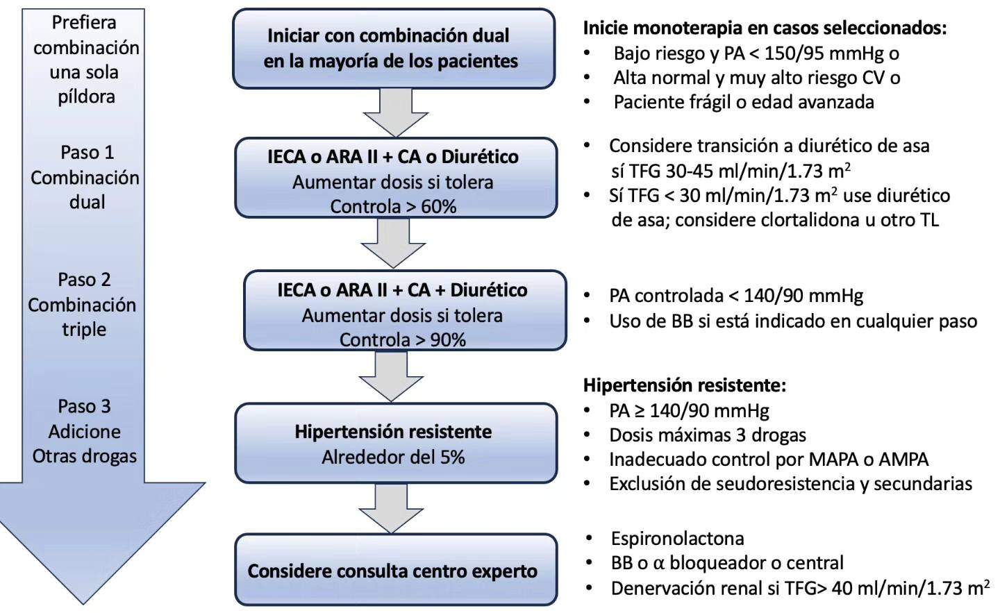 Prefiera
combinación
una sola
píldora
Paso 1
Combinación
dual
Paso 2
Combinación
triple
Paso 3
Adicione
Otras drogas
Iniciar con combinación dual
en la mayoría de los pacientes
IECA o ARA II + CA o Diurético
Aumentar dosis si tolera
Controla > 60%
IECA o ARA II + CA + Diurético
Aumentar dosis si tolera
Controla > 90%
Hipertensión resistente
Alrededor del 5%
Considere consulta centro experto
Inicie monoterapia en casos seleccionados:
• Bajo riesgo y PA < 150/95 mmHg o
• Alta normal y muy alto riesgo CV o
• Paciente frágil o edad avanzada
• Considere transición a diurético de asa
sí TFG 30-45 ml/min/1.73 m²
• Sí TFG < 30 ml/min/1.73 m² use diurético
de asa; considere clortalidona u otro TL
• PA controlada < 140/90 mmHg
• Uso de BB si está indicado en cualquier paso
Hipertensión resistente:
• PA ≥ 140/90 mmHg
• Dosis máximas 3 drogas
• Inadecuado control por MAPA o AMPA
• Exclusión de seudoresistencia y secundarias
• Espironolactona
• BB o α bloqueador o central
• Denervación renal si TFG> 40 ml/min/1.73 m²